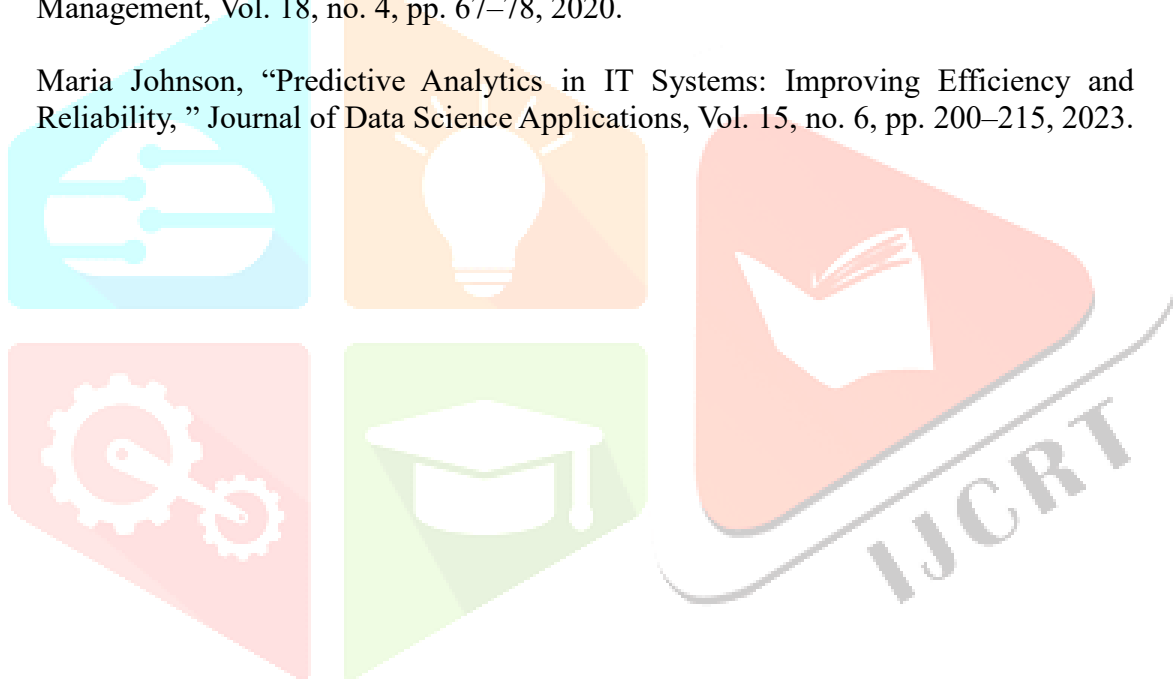 Management, Vol. 18, no. 4, pp. 67–78, 2020.
Maria Johnson, “Predictive Analytics in IT Systems: Improving Efficiency and
Reliability, ” Journal of Data Science Applications, Vol. 15, no. 6, pp. 200–215, 2023.
IJCRT